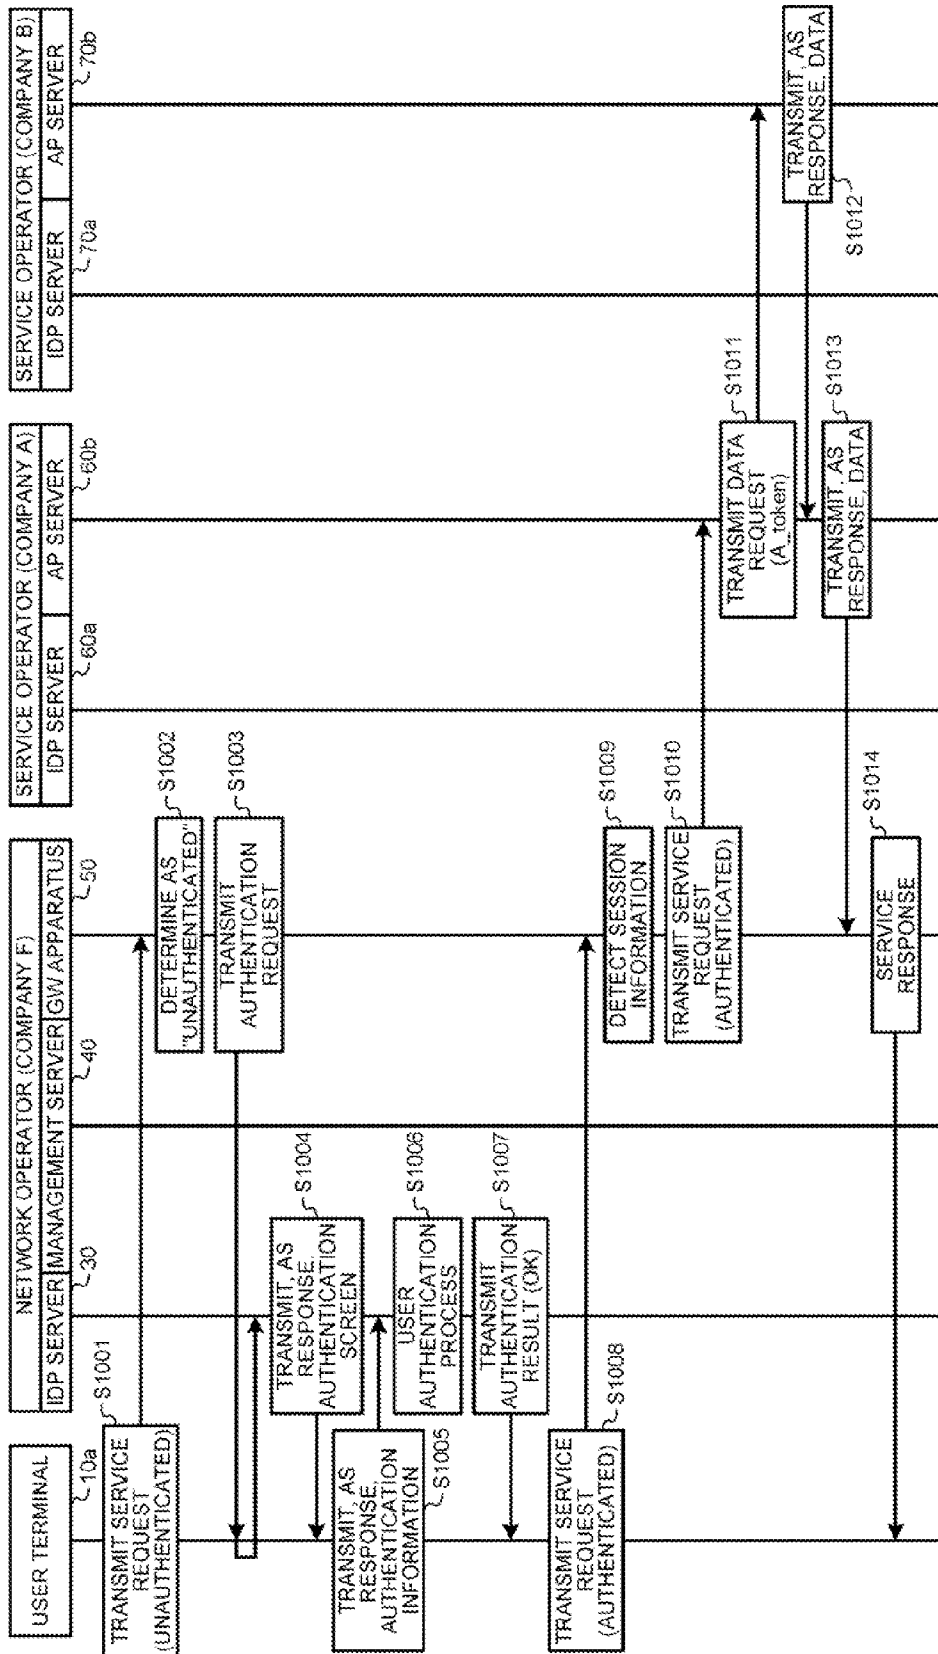 USER TERMINAL
10a
NETWORK OPERATOR (COMPANY F)
IDP SERVER
MANAGEMENT SERVER
GW APPARATUS
30
40
50
SERVICE OPERATOR (COMPANY A)
IDP SERVER
AP SERVER
60a
60b
SERVICE OPERATOR (COMPANY B)
IDP SERVER
AP SERVER
70a
70b
TRANSMIT SERVICE
REQUEST
(UNAUTHENTICATED)
S1001
DETERMINE AS
"UNAUTHENTICATED"
S1002
TRANSMIT
AUTHENTICATION
REQUEST
S1003
TRANSMIT, AS
RESPONSE,
AUTHENTICATION
SCREEN
S1004
TRANSMIT, AS
RESPONSE,
AUTHENTICATION
INFORMATION
S1005
USER
AUTHENTICATION
PROCESS
S1006
TRANSMIT
AUTHENTICATION
RESULT (OK)
S1007
TRANSMIT SERVICE
REQUEST
(AUTHENTICATED)
S1008
DETECT SESSION
INFORMATION
S1009
TRANSMIT SERVICE
REQUEST
(AUTHENTICATED)
S1010
TRANSMIT DATA
REQUEST
(A_token)
S1011
TRANSMIT, AS
RESPONSE, DATA
S1012
TRANSMIT, AS
RESPONSE, DATA
S1013
SERVICE
RESPONSE
S1014